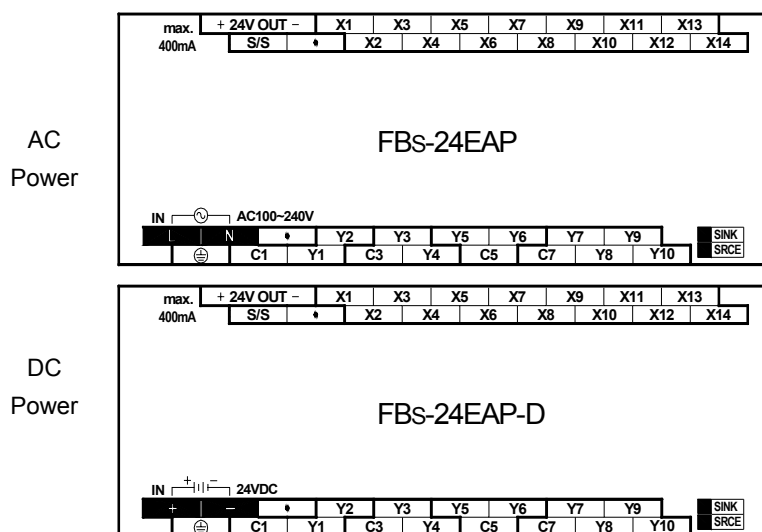 max. + 24V OUT − X1 X3 X5 X7 X9 X11 X13
400mA S/S • X2 X4 X6 X8 X10 X12 X14
AC
Power
FBs-24EAP
IN AC100~240V
L N • Y2 Y3 Y5 Y6 Y7 Y9 SINK
C1 Y1 C3 Y4 C5 C7 Y8 Y10 SRCE
max. + 24V OUT − X1 X3 X5 X7 X9 X11 X13
400mA S/S • X2 X4 X6 X8 X10 X12 X14
DC
Power
FBs-24EAP-D
IN + − 24VDC
+ − • Y2 Y3 Y5 Y6 Y7 Y9 SINK
C1 Y1 C3 Y4 C5 C7 Y8 Y10 SRCE